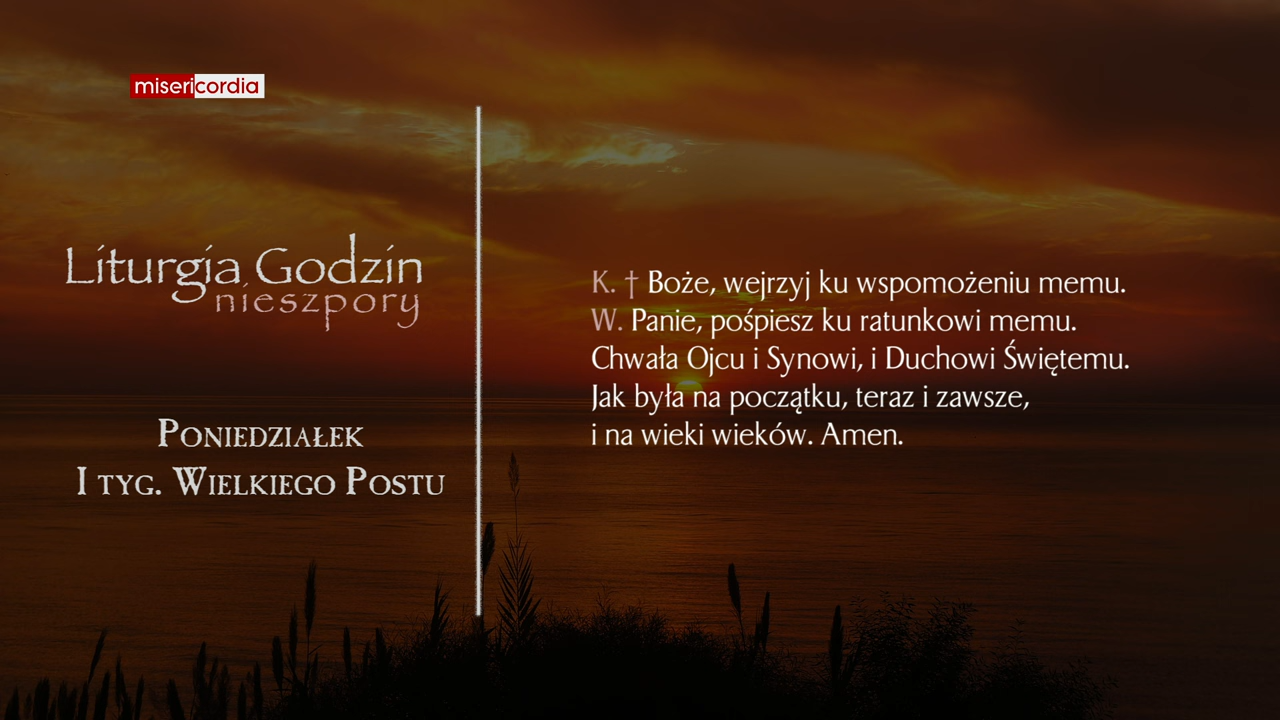 misericordia
Liturgia Godzin
nieszpory
Poniedziałek
I tyg. Wielkiego Postu
K. † Boże, wejrzyj ku wspomożeniu memu.
W. Panie, pośpiesz ku ratunkowi memu.
Chwała Ojcu i Synowi, i Duchowi Świętemu.
Jak była na początku, teraz i zawsze,
i na wieki wieków. Amen.